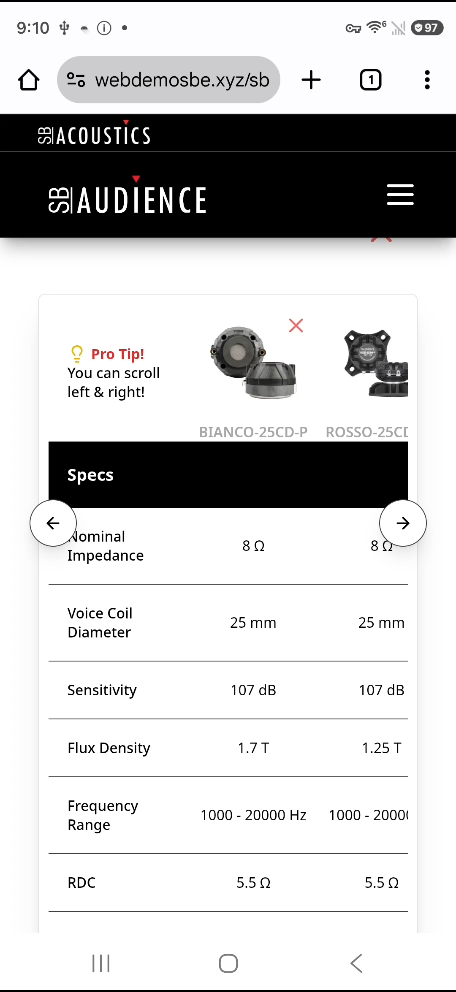 9:10
97
webdemosbe.xyz/sb
1
SB ACOUSTICS
SB AUDIENCE
Pro Tip!
You can scroll
left & right!
BIANCO-25CD-P ROSSO-25CD
Specs
Nominal
Impedance
8 Ω 8 Ω
Voice Coil
Diameter
25 mm 25 mm
Sensitivity 107 dB 107 dB
Flux Density 1.7 T 1.25 T
Frequency
Range
1000 - 20000 Hz 1000 - 20000
RDC 5.5 Ω 5.5 Ω